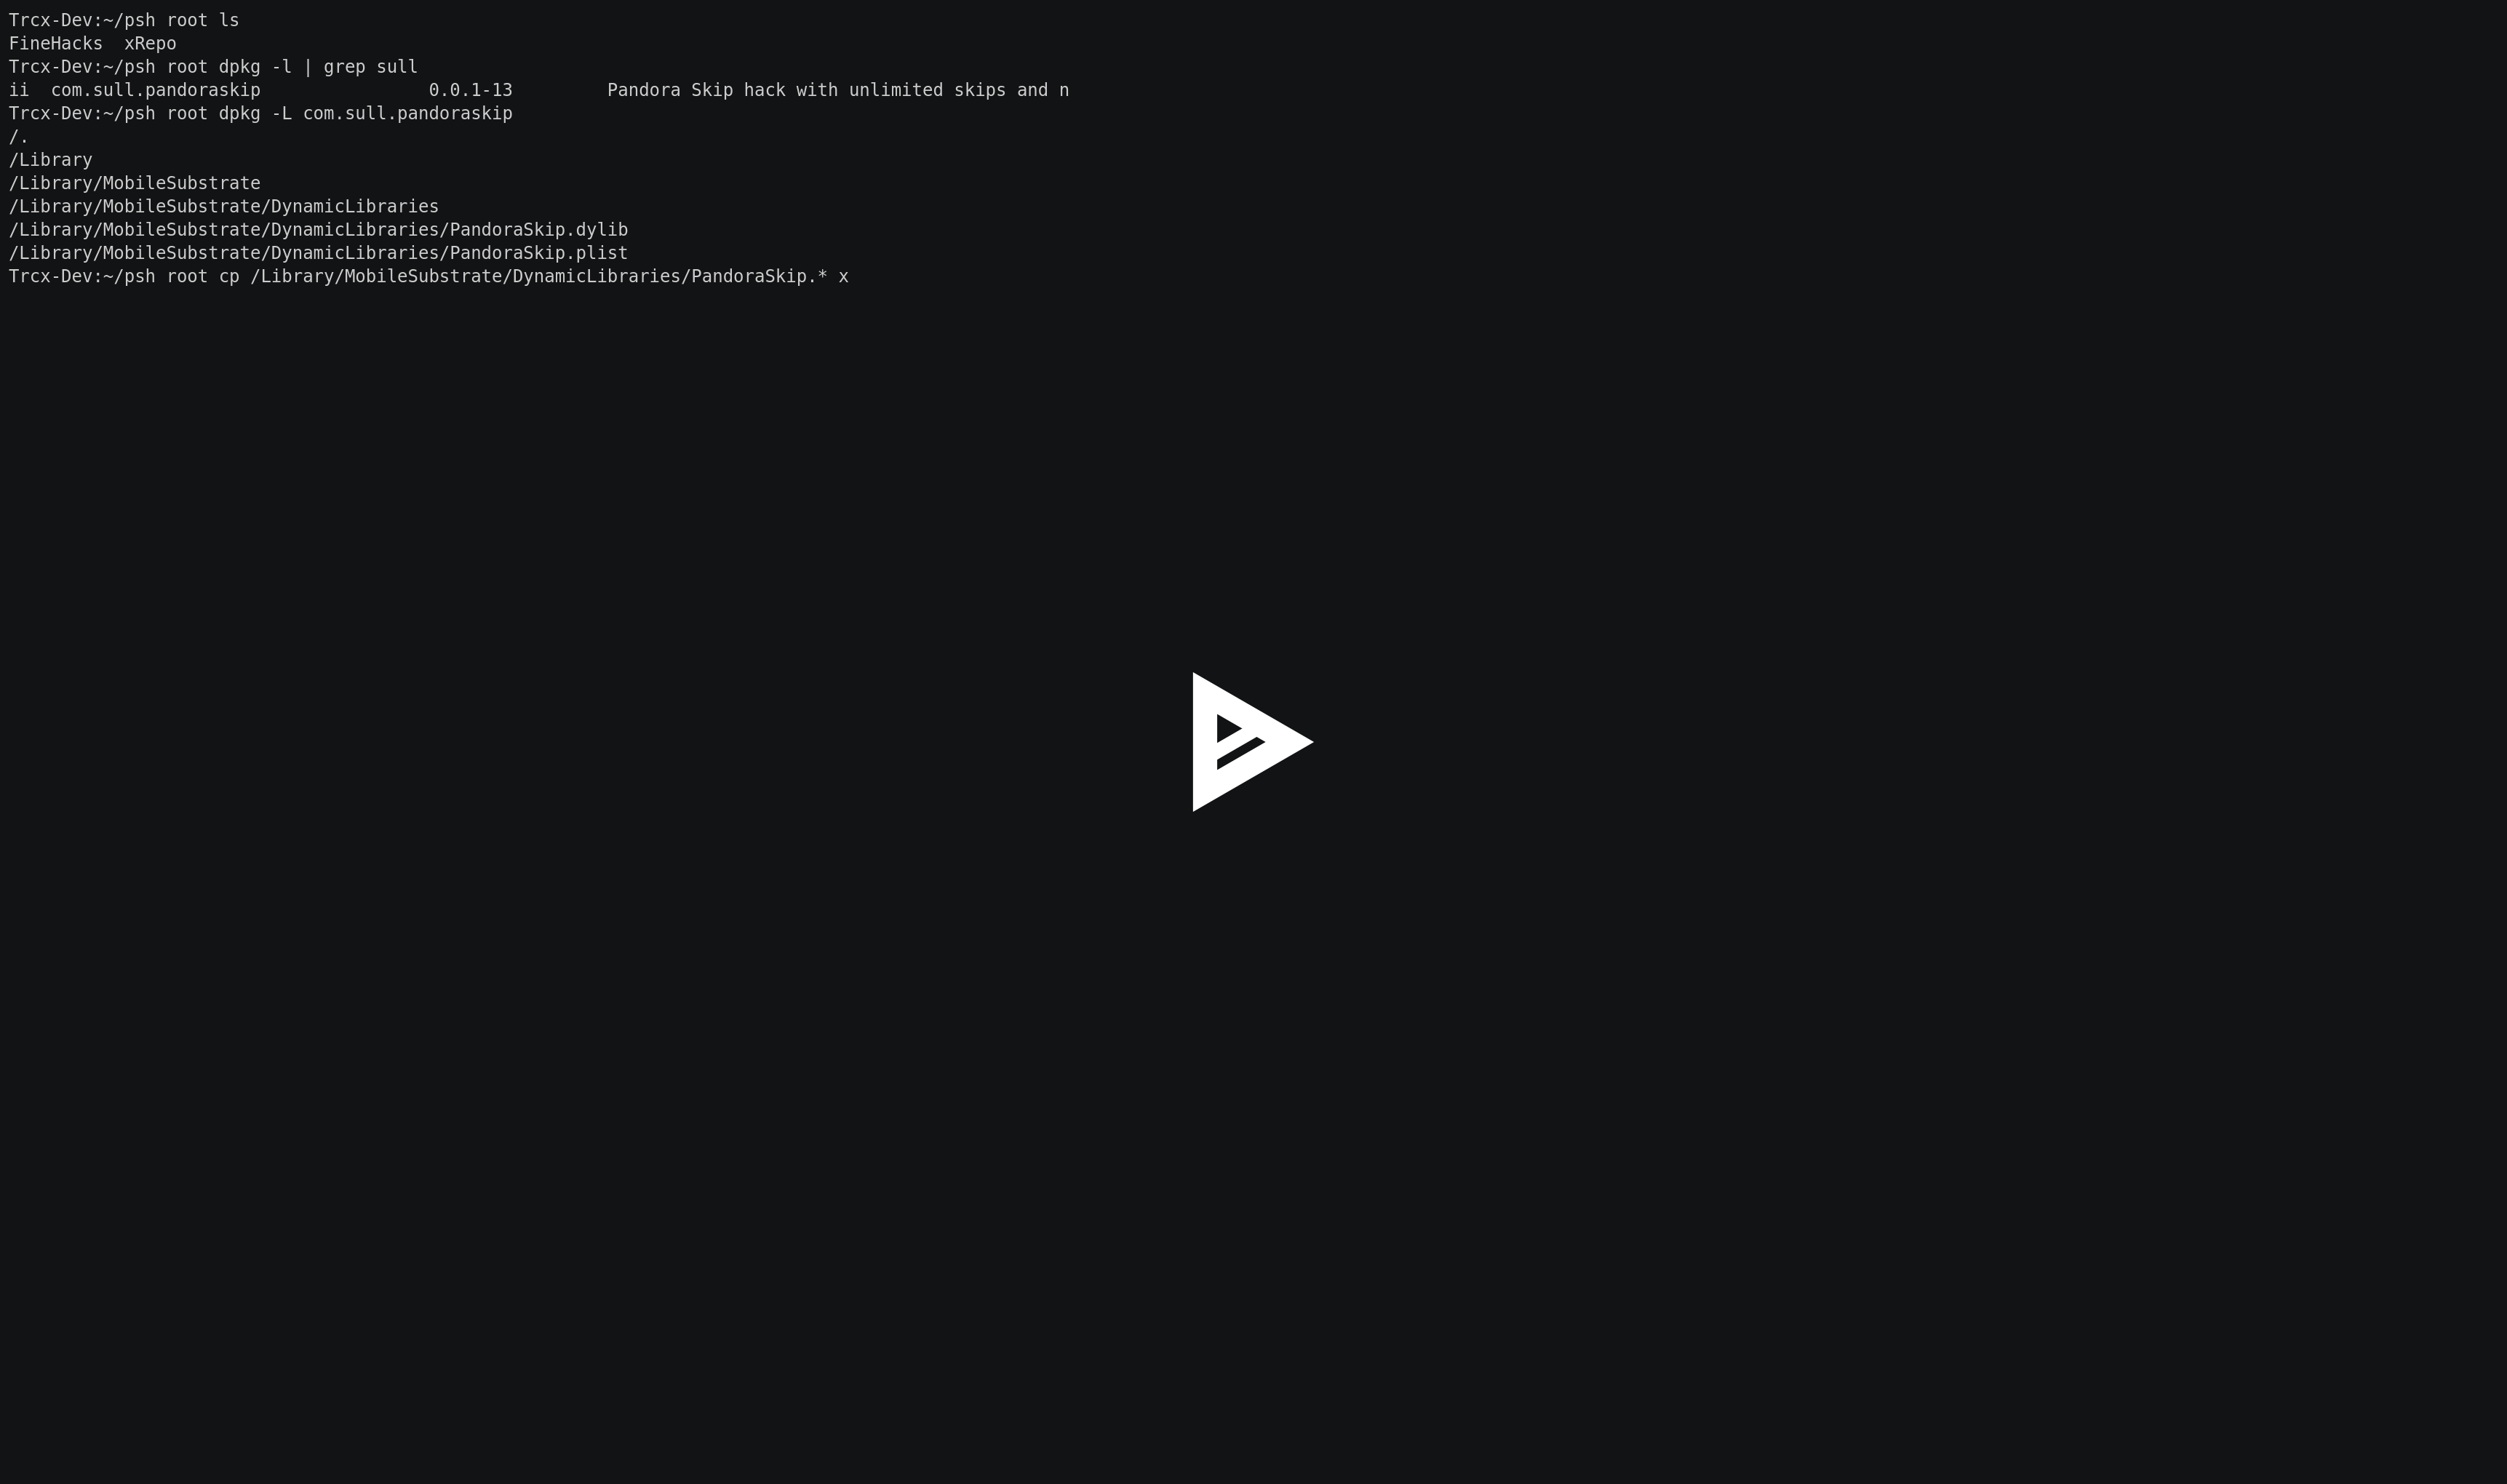 Trcx-Dev:~/psh root ls
FineHacks  xRepo
Trcx-Dev:~/psh root dpkg -l | grep sull
ii  com.sull.pandoraskip                0.0.1-13         Pandora Skip hack with unlimited skips and n
Trcx-Dev:~/psh root dpkg -L com.sull.pandoraskip
/.
/Library
/Library/MobileSubstrate
/Library/MobileSubstrate/DynamicLibraries
/Library/MobileSubstrate/DynamicLibraries/PandoraSkip.dylib
/Library/MobileSubstrate/DynamicLibraries/PandoraSkip.plist
Trcx-Dev:~/psh root cp /Library/MobileSubstrate/DynamicLibraries/PandoraSkip.* x